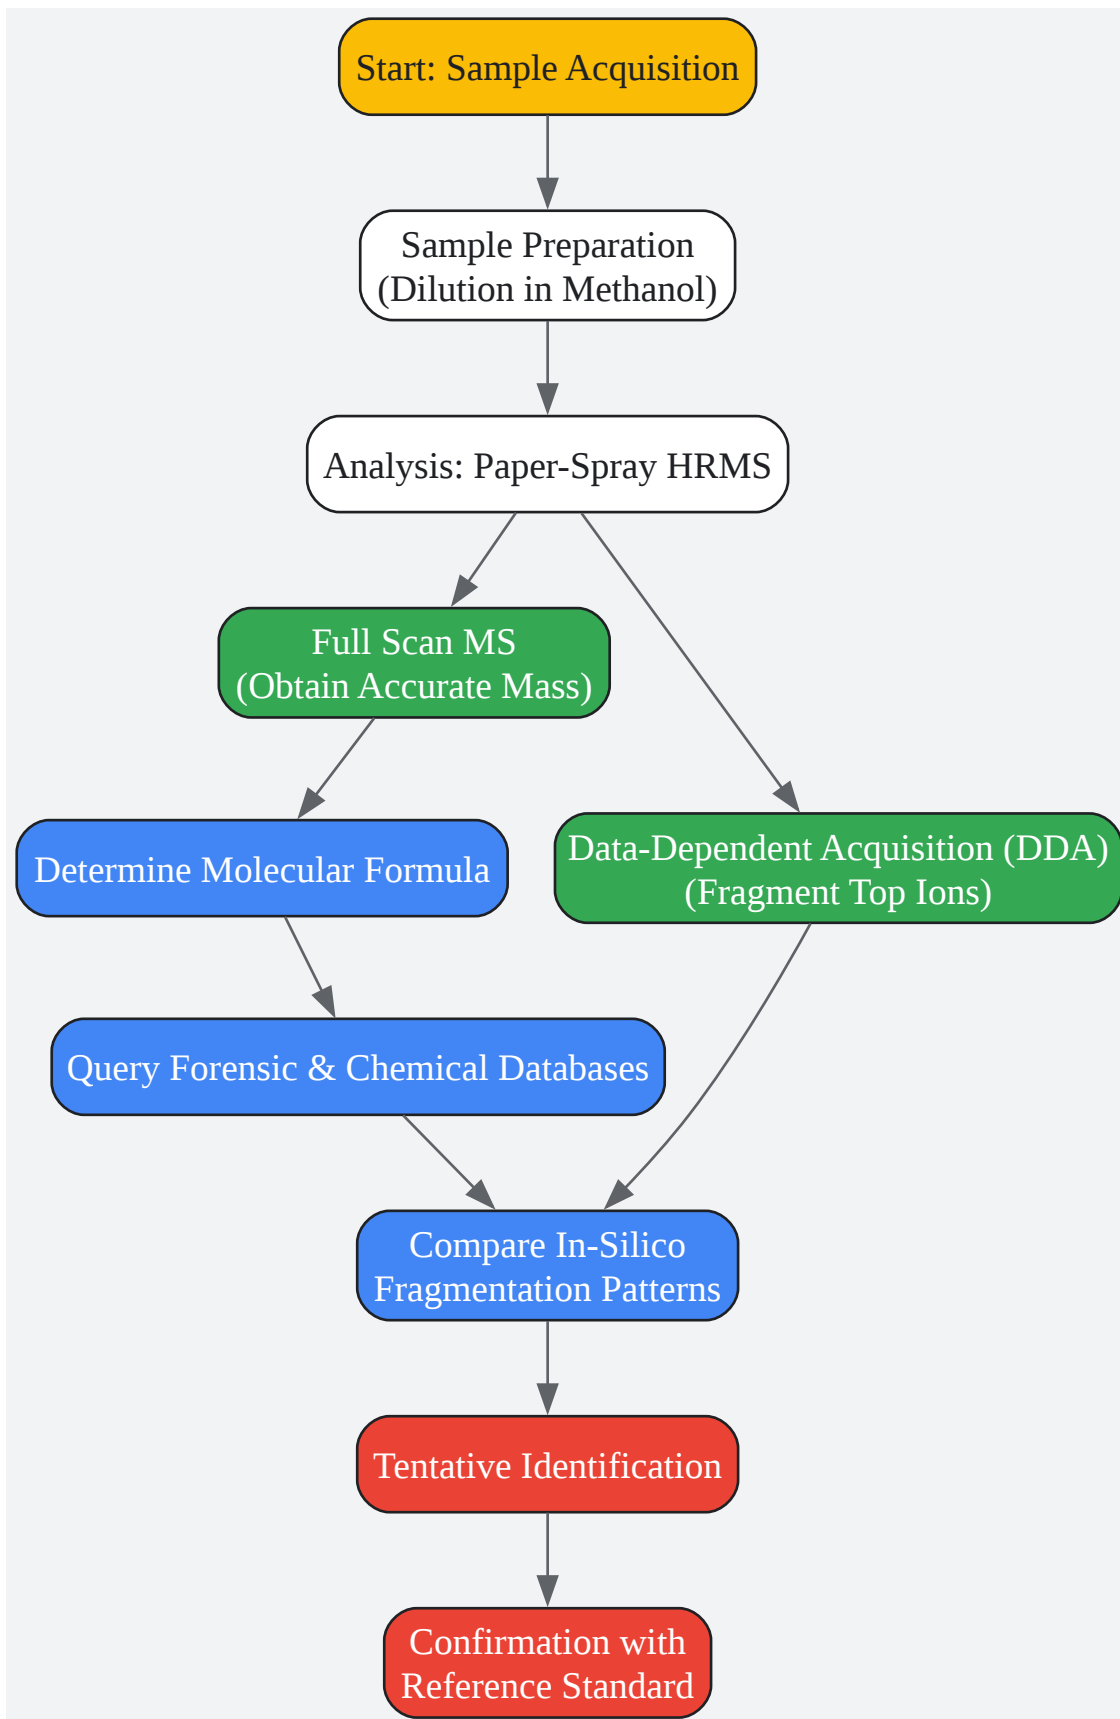 Start: Sample Acquisition
Sample Preparation
(Dilution in Methanol)
Analysis: Paper-Spray HRMS
Full Scan MS
(Obtain Accurate Mass)
Determine Molecular Formula
Data-Dependent Acquisition (DDA)
(Fragment Top Ions)
Query Forensic & Chemical Databases
Compare In-Silico
Fragmentation Patterns
Tentative Identification
Confirmation with
Reference Standard